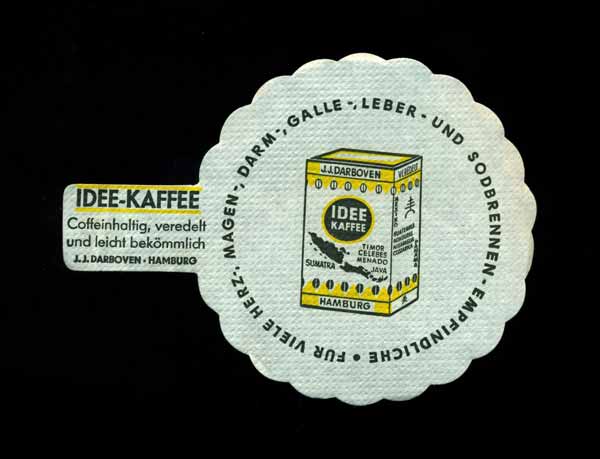 IDEE-KAFFEE
Coffeinhaltig, veredelt
und leicht bekömmlich
J.J. DARBOVEN · HAMBURG
FÜR VIELE HERZ-, MAGEN-, DARM-, GALLE-, LEBER- UND SODBRENNEN-EMPFINDLICHE •
J.J. DARBOVEN
VEREDELT
IDEE
KAFFEE
TIMOR
CELEBES
MENADO
JAVA
SUMATRA
HAMBURG